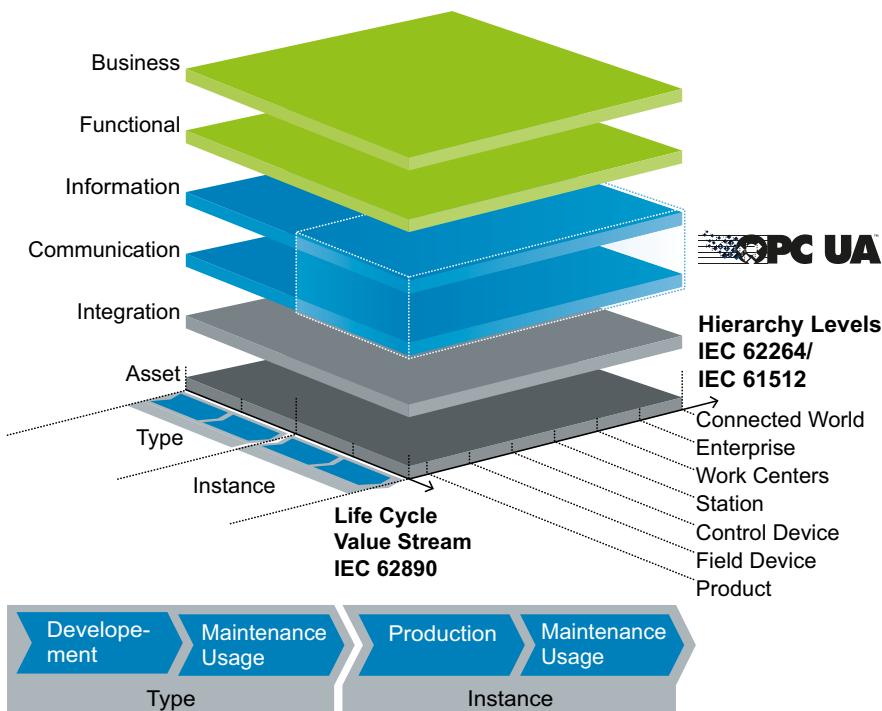 Business
Functional
Information
Communication
Integration
Asset
OPC UA™
Hierarchy Levels
IEC 62264/
IEC 61512
Connected World
Enterprise
Work Centers
Station
Control Device
Field Device
Product
Type
Instance
Life Cycle
Value Stream
IEC 62890
Develope-
ment
Maintenance
Usage
Production
Maintenance
Usage
Type
Instance